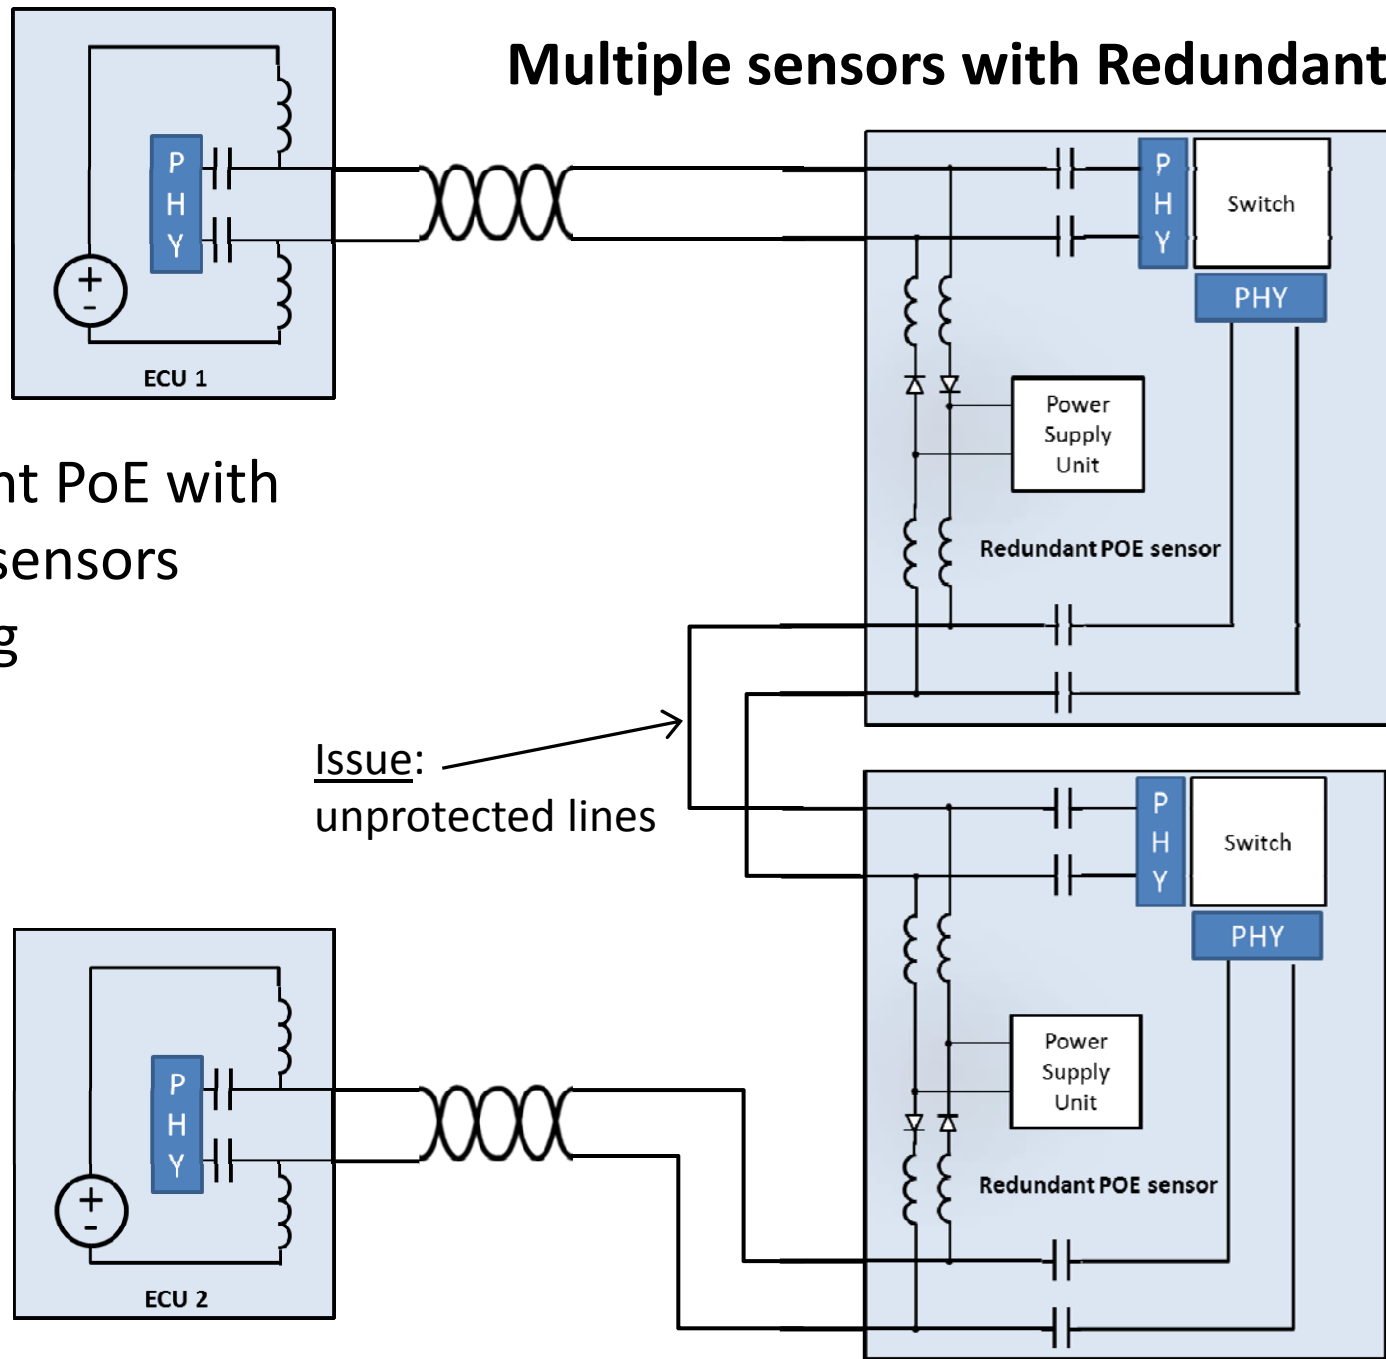 Multiple sensors with Redundant
P
H
Y
+
-
ECU 1
P
H
Y
Switch
PHY
Power
Supply
Unit
Redundant POE sensor
nt PoE with
sensors
g
Issue:
unprotected lines
P
H
Y
Switch
PHY
Power
Supply
Unit
Redundant POE sensor
P
H
Y
+
-
ECU 2